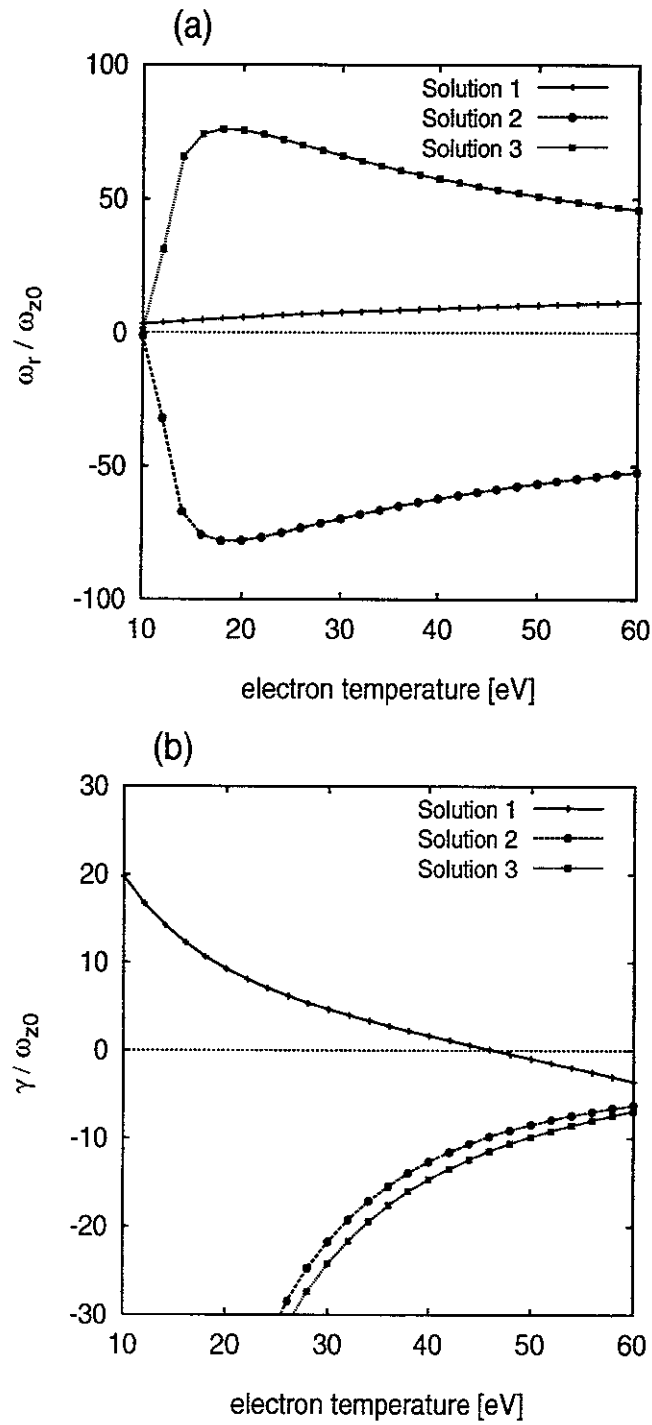 (a)
100
50
0
-50
-100
ω_r / ω_z0
Solution 1
Solution 2
Solution 3
10 20 30 40 50 60
electron temperature [eV]
(b)
30
20
10
0
-10
-20
-30
γ / ω_z0
Solution 1
Solution 2
Solution 3
10 20 30 40 50 60
electron temperature [eV]